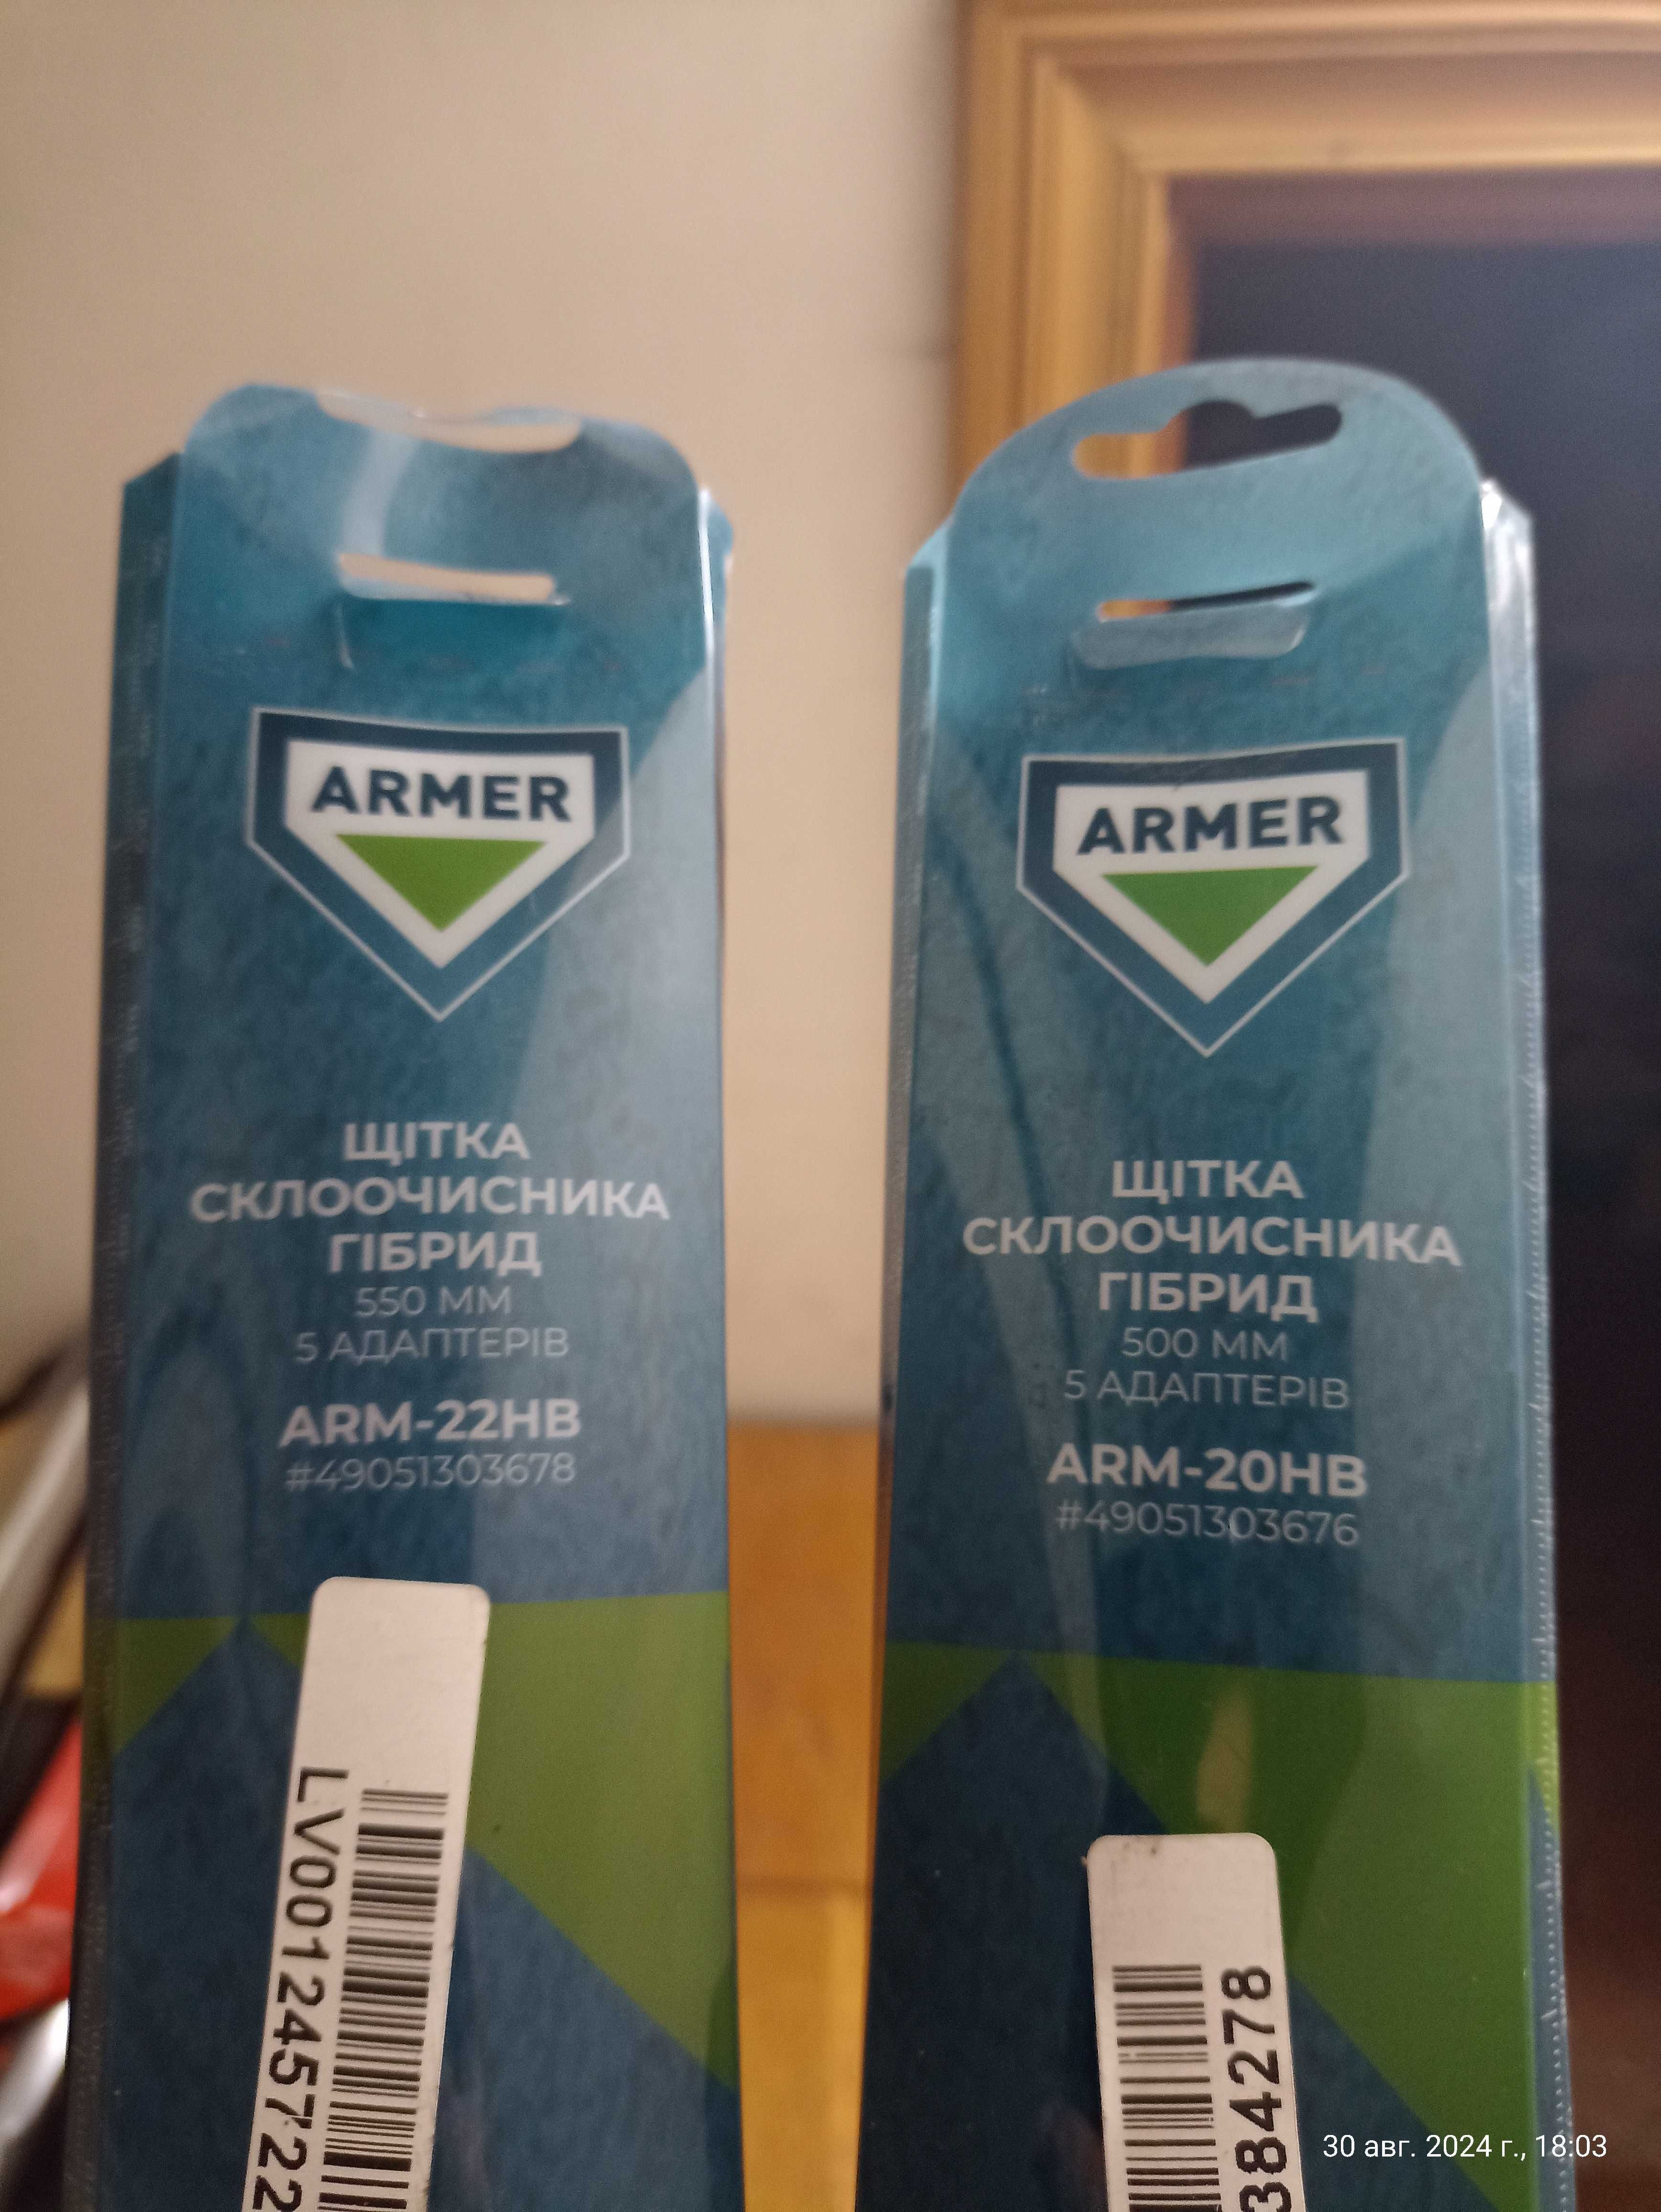 ARMER
ЩІТКА
СКЛООЧИСНИКА
ГІБРИД
550 ММ
5 АДАПТЕРІВ
ARM-22HB
#49051303678
LV001245722
ARMER
ЩІТКА
СКЛООЧИСНИКА
ГІБРИД
500 ММ
5 АДАПТЕРІВ
ARM-20HB
#49051303676
384278
30 авг. 2024 г., 18:03